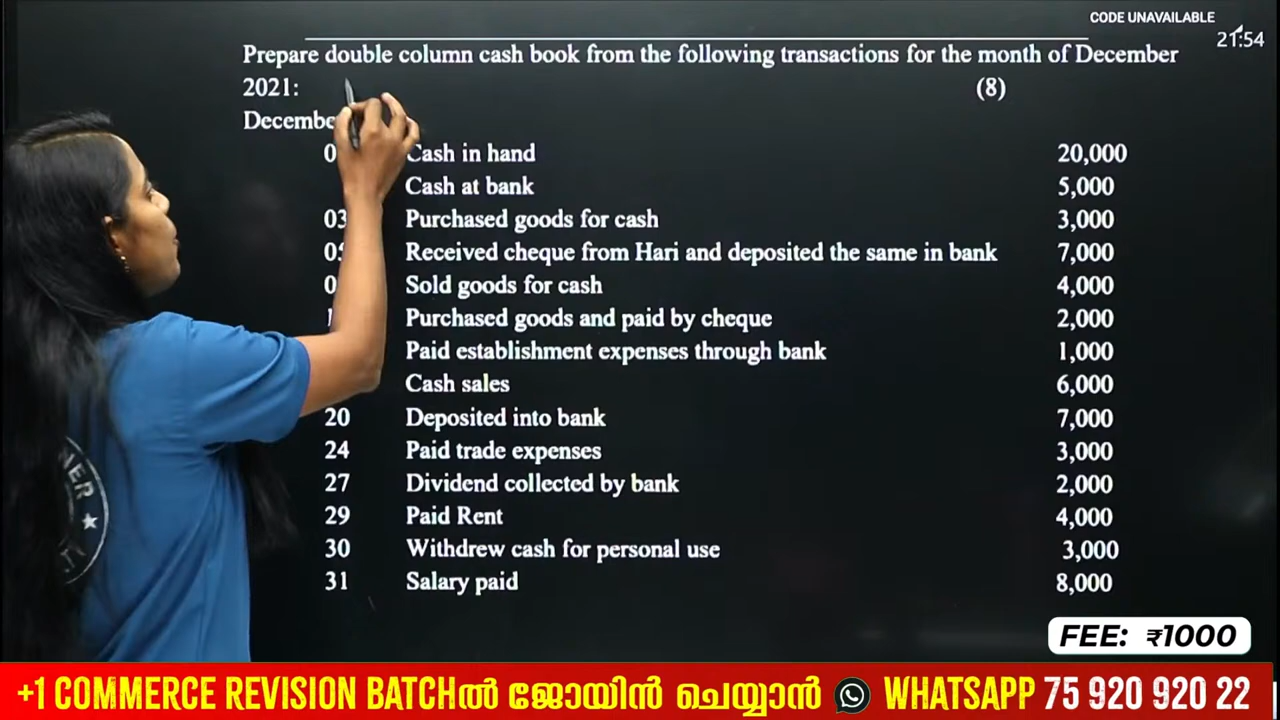 CODE UNAVAILABLE
21:54
Prepare double column cash book from the following transactions for the month of December
2021: (8)
Cash in hand 20,000
Cash at bank 5,000
03 Purchased goods for cash 3,000
Received cheque from Hari and deposited the same in bank 7,000
Sold goods for cash 4,000
Purchased goods and paid by cheque 2,000
Paid establishment expenses through bank 1,000
Cash sales 6,000
20 Deposited into bank 7,000
24 Paid trade expenses 3,000
27 Dividend collected by bank 2,000
29 Paid Rent 4,000
30 Withdrew cash for personal use 3,000
31 Salary paid 8,000
FEE: ₹1000
+1 COMMERCE REVISION BATCHൽ ജോയിൻ ചെയ്യാൻ WHATSAPP 75 920 920 22